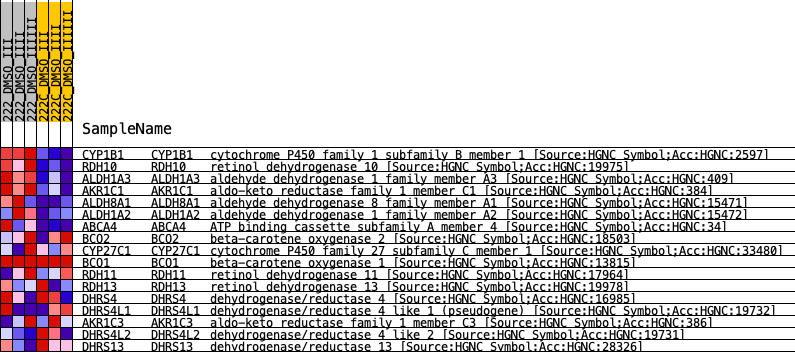 222_DMSO_III
222_DMSO_IIII
222_DMSO_IIIIII
222C_DMSO_III
222C_DMSO_IIII
222C_DMSO_IIIIII
SampleName
CYP1B1 CYP1B1 cytochrome P450 family 1 subfamily B member 1 [Source:HGNC Symbol;Acc:HGNC:2597]
RDH10 RDH10 retinol dehydrogenase 10 [Source:HGNC Symbol;Acc:HGNC:19975]
ALDH1A3 ALDH1A3 aldehyde dehydrogenase 1 family member A3 [Source:HGNC Symbol;Acc:HGNC:409]
AKR1C1 AKR1C1 aldo-keto reductase family 1 member C1 [Source:HGNC Symbol;Acc:HGNC:384]
ALDH8A1 ALDH8A1 aldehyde dehydrogenase 8 family member A1 [Source:HGNC Symbol;Acc:HGNC:15471]
ALDH1A2 ALDH1A2 aldehyde dehydrogenase 1 family member A2 [Source:HGNC Symbol;Acc:HGNC:15472]
ABCA4 ABCA4 ATP binding cassette subfamily A member 4 [Source:HGNC Symbol;Acc:HGNC:34]
BCO2 BCO2 beta-carotene oxygenase 2 [Source:HGNC Symbol;Acc:HGNC:18503]
CYP27C1 CYP27C1 cytochrome P450 family 27 subfamily C member 1 [Source:HGNC Symbol;Acc:HGNC:33480]
BCO1 BCO1 beta-carotene oxygenase 1 [Source:HGNC Symbol;Acc:HGNC:13815]
RDH11 RDH11 retinol dehydrogenase 11 [Source:HGNC Symbol;Acc:HGNC:17964]
RDH13 RDH13 retinol dehydrogenase 13 [Source:HGNC Symbol;Acc:HGNC:19978]
DHRS4 DHRS4 dehydrogenase/reductase 4 [Source:HGNC Symbol;Acc:HGNC:16985]
DHRS4L1 DHRS4L1 dehydrogenase/reductase 4 like 1 (pseudogene) [Source:HGNC Symbol;Acc:HGNC:19732]
AKR1C3 AKR1C3 aldo-keto reductase family 1 member C3 [Source:HGNC Symbol;Acc:HGNC:386]
DHRS4L2 DHRS4L2 dehydrogenase/reductase 4 like 2 [Source:HGNC Symbol;Acc:HGNC:19731]
DHRS13 DHRS13 dehydrogenase/reductase 13 [Source:HGNC Symbol;Acc:HGNC:28326]